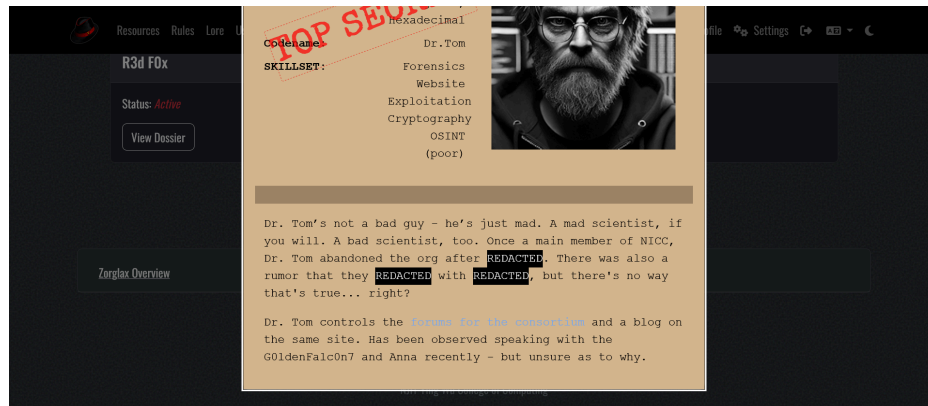 Resources Rules Lore
Settings
R3d F0x
Status: Active
View Dossier
Zorglax Overview
TOP
hexadecimal
Codename: Dr.Tom
SKILLSET: Forensics
Website
Exploitation
Cryptography
OSINT
(poor)
Dr. Tom’s not a bad guy - he’s just mad. A mad scientist, if
you will. A bad scientist, too. Once a main member of NICC,
Dr. Tom abandoned the org after REDACTED. There was also a
rumor that they REDACTED with REDACTED, but there's no way
that's true... right?
Dr. Tom controls the forums for the consortium and a blog on
the same site. Has been observed speaking with the
G0ldenFalc0n7 and Anna recently - but unsure as to why.